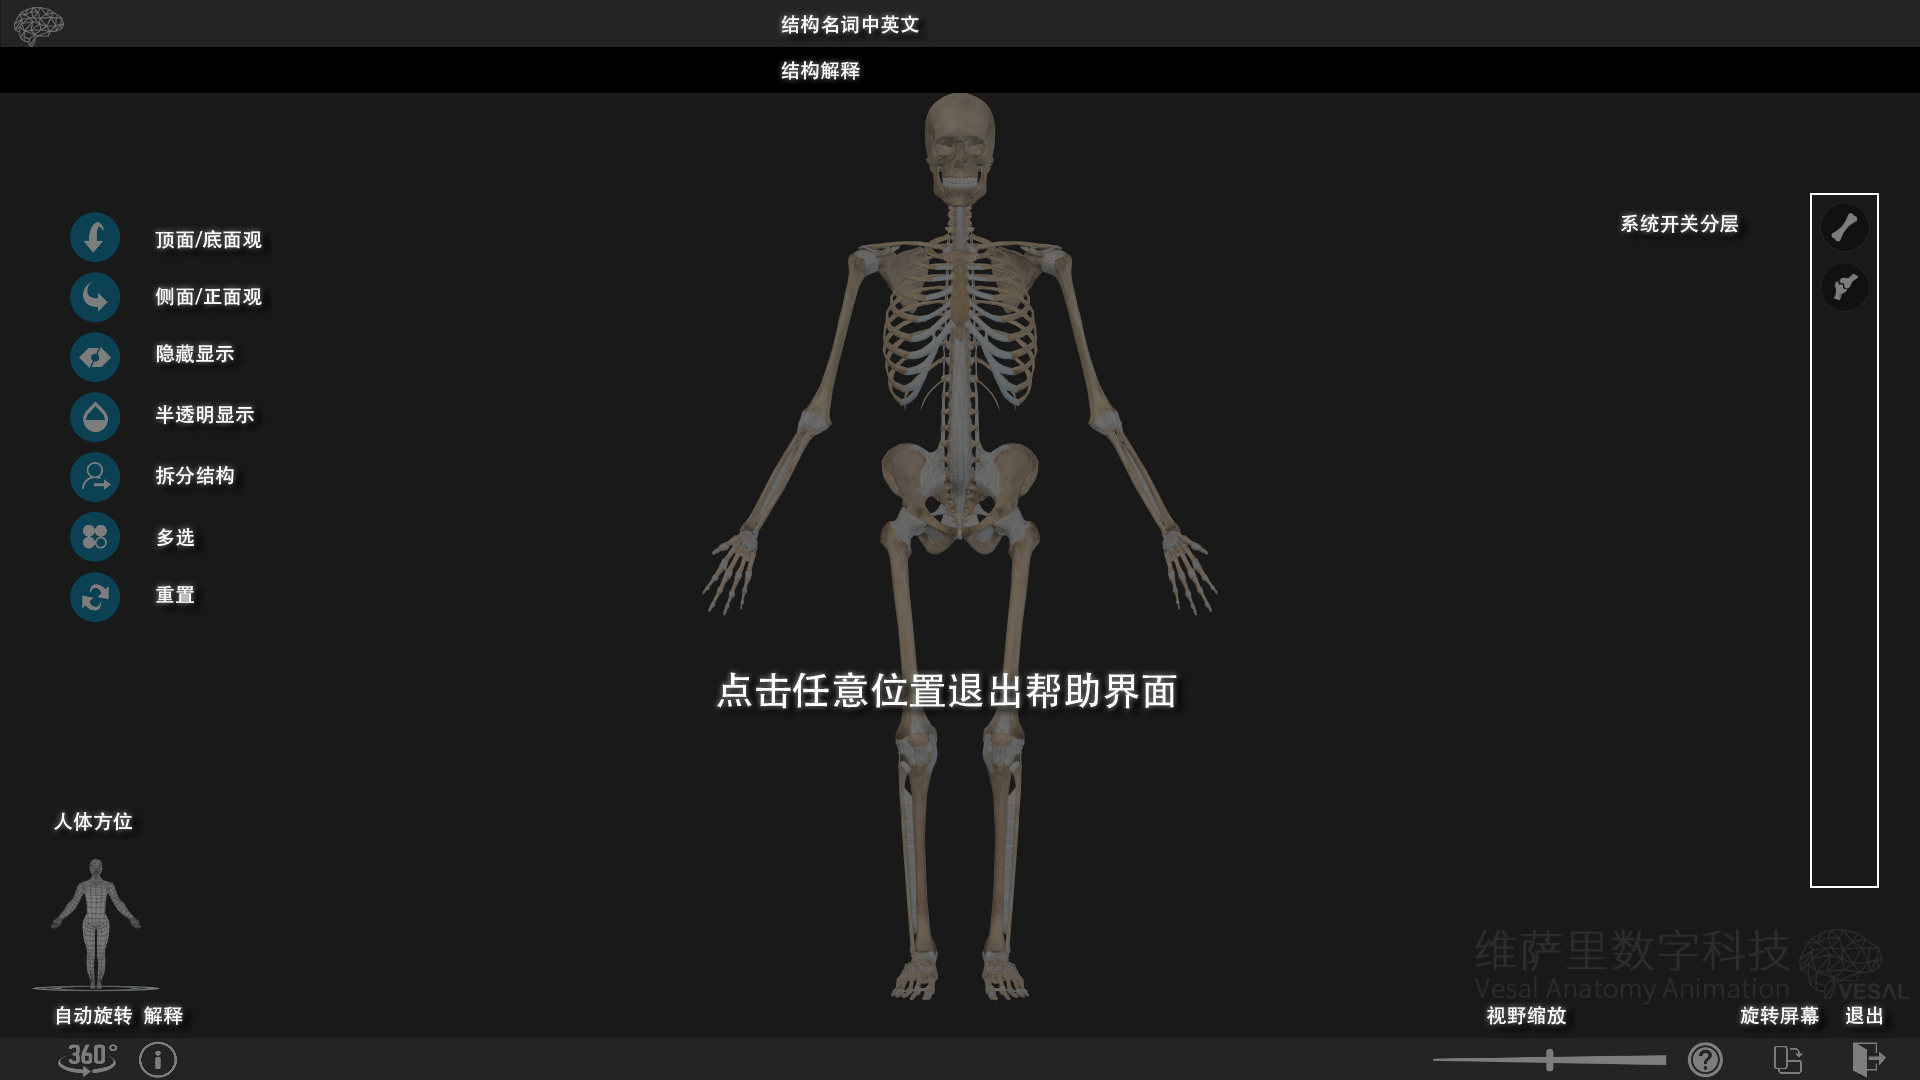 结构名词中英文
结构解释
顶面/底面观
侧面/正面观
隐藏显示
半透明显示
拆分结构
多选
重置
系统开关分层
点击任意位置退出帮助界面
人体方位
自动旋转 解释
360°
维萨里数字科技
Vesal Anatomy Animation
VESAL
视野缩放
旋转屏幕 退出